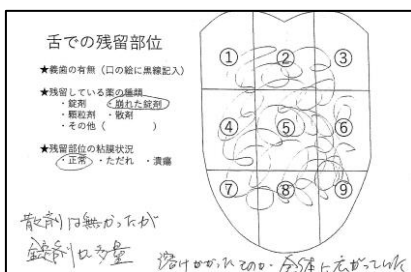 舌での残留部位
★義歯の有無（口の絵に黒線記入）
★残留している薬の種類
・錠剤　・崩れた錠剤
・顆粒剤　・散剤
・その他（　　　　）
★残留部位の粘膜状況
・正常　・ただれ　・潰瘍
① ② ③
④ ⑤ ⑥
⑦ ⑧ ⑨
散剤は無かったが
錠剤は多量
溶けかかったものが全体に広がっていた